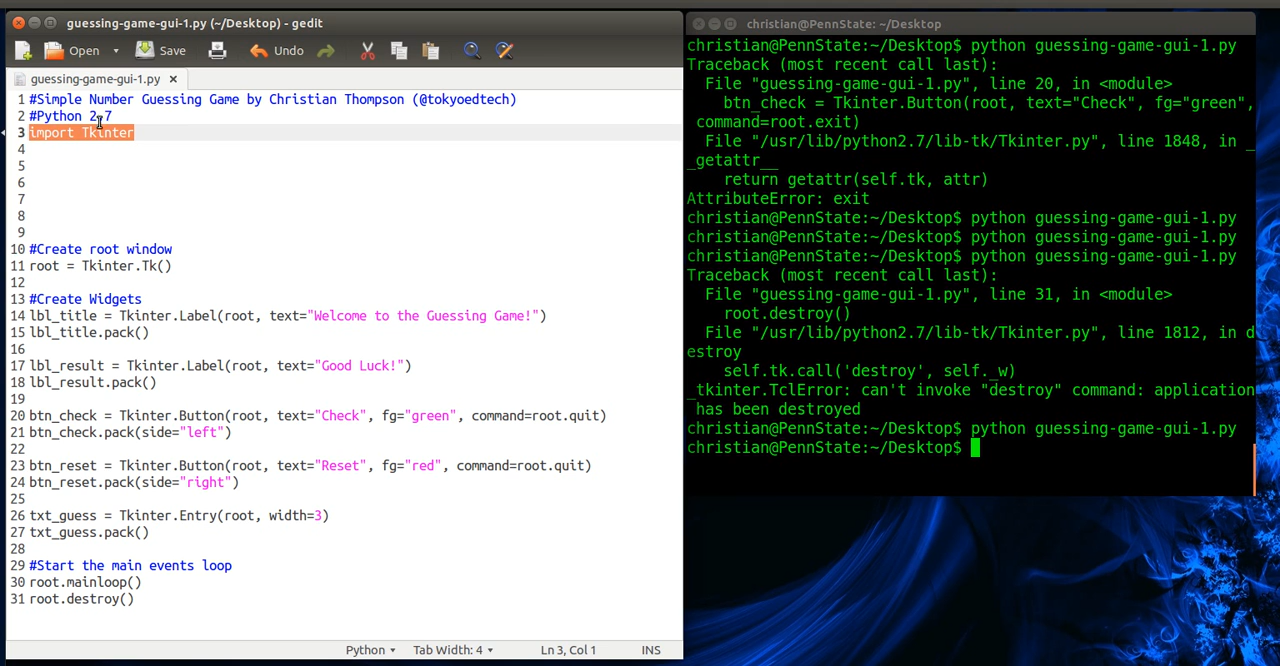 guessing-game-gui-1.py (~/Desktop) - gedit
Open Save Undo
guessing-game-gui-1.py
1 #Simple Number Guessing Game by Christian Thompson (@tokyoedtech)
2 #Python 2.7
3 import Tkinter
4
5
6
7
8
9
10 #Create root window
11 root = Tkinter.Tk()
12
13 #Create Widgets
14 lbl_title = Tkinter.Label(root, text="Welcome to the Guessing Game!")
15 lbl_title.pack()
16
17 lbl_result = Tkinter.Label(root, text="Good Luck!")
18 lbl_result.pack()
19
20 btn_check = Tkinter.Button(root, text="Check", fg="green", command=root.quit)
21 btn_check.pack(side="left")
22
23 btn_reset = Tkinter.Button(root, text="Reset", fg="red", command=root.quit)
24 btn_reset.pack(side="right")
25
26 txt_guess = Tkinter.Entry(root, width=3)
27 txt_guess.pack()
28
29 #Start the main events loop
30 root.mainloop()
31 root.destroy()
Python Tab Width: 4 Ln 3, Col 1 INS
christian@PennState: ~/Desktop
christian@PennState:~/Desktop$ python guessing-game-gui-1.py
Traceback (most recent call last):
File "guessing-game-gui-1.py", line 20, in <module>
btn_check = Tkinter.Button(root, text="Check", fg="green",
command=root.exit)
File "/usr/lib/python2.7/lib-tk/Tkinter.py", line 1848, in _
_getattr__
return getattr(self.tk, attr)
AttributeError: exit
christian@PennState:~/Desktop$ python guessing-game-gui-1.py
christian@PennState:~/Desktop$ python guessing-game-gui-1.py
christian@PennState:~/Desktop$ python guessing-game-gui-1.py
Traceback (most recent call last):
File "guessing-game-gui-1.py", line 31, in <module>
root.destroy()
File "/usr/lib/python2.7/lib-tk/Tkinter.py", line 1812, in d
estroy
self.tk.call('destroy', self._w)
_tkinter.TclError: can't invoke "destroy" command: application
has been destroyed
christian@PennState:~/Desktop$ python guessing-game-gui-1.py
christian@PennState:~/Desktop$